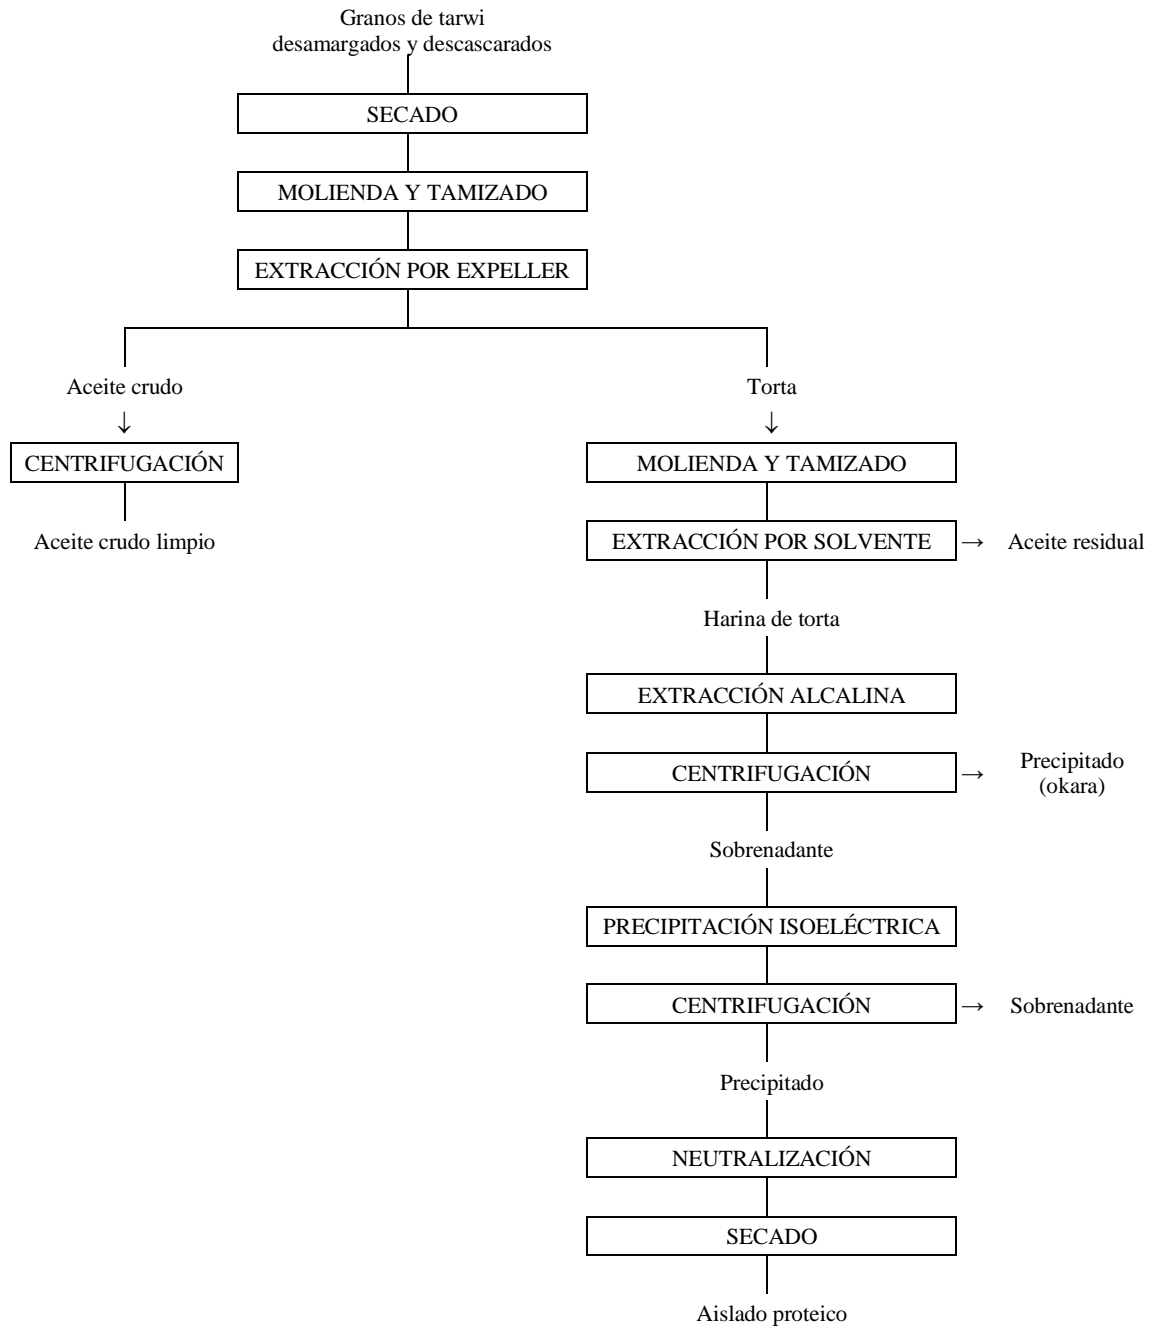 Granos de tarwi
desamargados y descascarados
SECADO
MOLIENDA Y TAMIZADO
EXTRACCIÓN POR EXPELLER
Aceite crudo
Torta
↓
↓
CENTRIFUGACIÓN
MOLIENDA Y TAMIZADO
Aceite crudo limpio
EXTRACCIÓN POR SOLVENTE
→ Aceite residual
Harina de torta
EXTRACCIÓN ALCALINA
CENTRIFUGACIÓN
→ Precipitado
(okara)
Sobrenadante
PRECIPITACIÓN ISOELÉCTRICA
CENTRIFUGACIÓN
→ Sobrenadante
Precipitado
NEUTRALIZACIÓN
SECADO
Aislado proteico